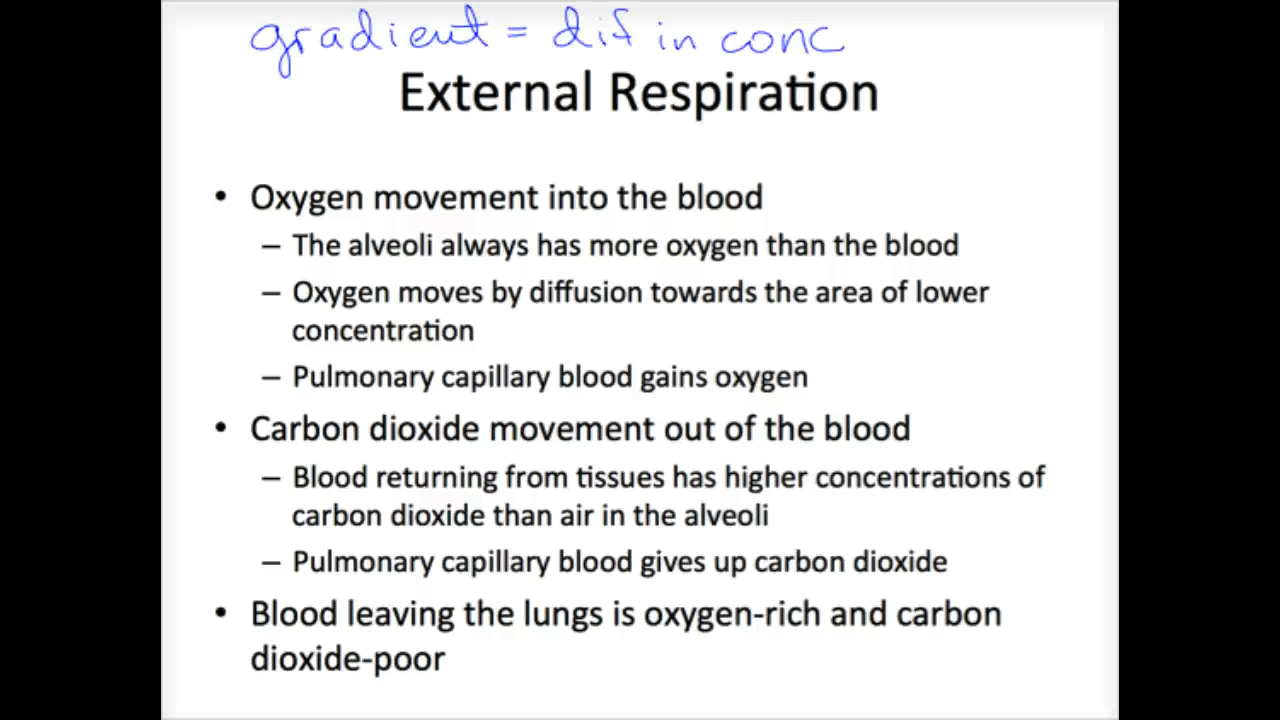 gradient = dif in conc
External Respiration
• Oxygen movement into the blood
– The alveoli always has more oxygen than the blood
– Oxygen moves by diffusion towards the area of lower
concentration
– Pulmonary capillary blood gains oxygen
• Carbon dioxide movement out of the blood
– Blood returning from tissues has higher concentrations of
carbon dioxide than air in the alveoli
– Pulmonary capillary blood gives up carbon dioxide
• Blood leaving the lungs is oxygen-rich and carbon
dioxide-poor